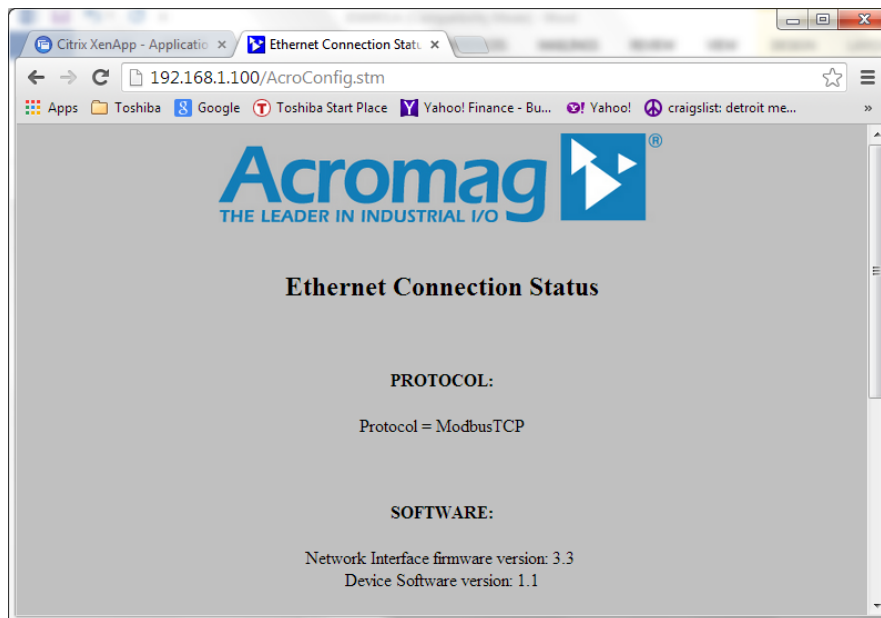 Citrix XenApp - Applicatio
Ethernet Connection Statu
192.168.1.100/AcroConfig.stm
Apps
Toshiba
Google
Toshiba Start Place
Yahoo! Finance - Bu...
Yahoo!
craigslist: detroit me...
»
Acromag®
THE LEADER IN INDUSTRIAL I/O
Ethernet Connection Status
PROTOCOL:
Protocol = ModbusTCP
SOFTWARE:
Network Interface firmware version: 3.3
Device Software version: 1.1